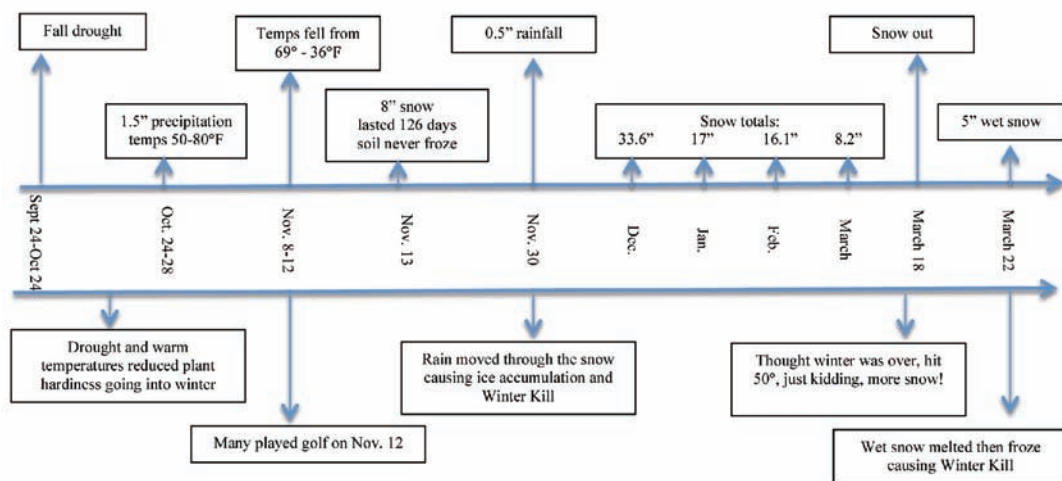 Fall drought
Temps fell from
69° - 36°F
0.5” rainfall
Snow out
1.5” precipitation
temps 50-80°F
8” snow
lasted 126 days
soil never froze
Snow totals:
33.6” 17” 16.1” 8.2”
5” wet snow
Sept 24-Oct 24
Oct. 24-28
Nov. 8-12
Nov. 13
Nov. 30
Dec.
Jan.
Feb.
March
March 18
March 22
Drought and warm
temperatures reduced plant
hardiness going into winter
Many played golf on Nov. 12
Rain moved through the snow
causing ice accumulation and
Winter Kill
Thought winter was over, hit
50°, just kidding, more snow!
Wet snow melted then froze
causing Winter Kill